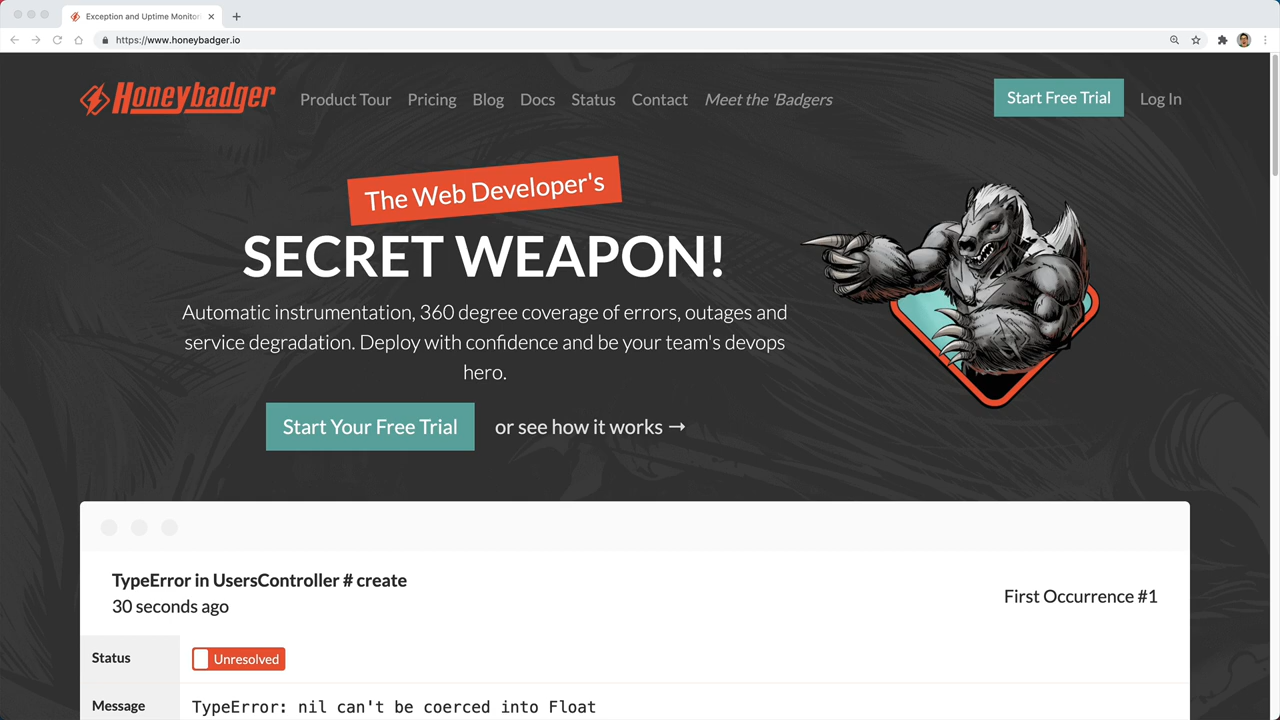 Exception and Uptime Monitor
https://www.honeybadger.io
Honeybadger
Product Tour Pricing Blog Docs Status Contact Meet the 'Badgers
Start Free Trial Log In
The Web Developer's
SECRET WEAPON!
Automatic instrumentation, 360 degree coverage of errors, outages and
service degradation. Deploy with confidence and be your team's devops
hero.
Start Your Free Trial or see how it works →
TypeError in UsersController # create
30 seconds ago
First Occurrence #1
Status Unresolved
Message TypeError: nil can't be coerced into Float